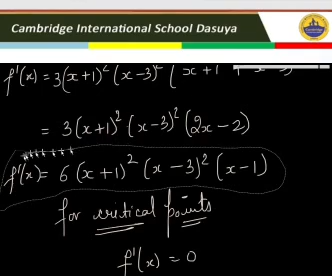 Cambridge International School Dasuya
f'(x) = 3(x+1)² (x-3)² (x+1
= 3(x+1)² (x-3)² (2x-2)
f'(x) = 6(x+1)² (x-3)² (x-1)
for critical points
f'(x) = 0